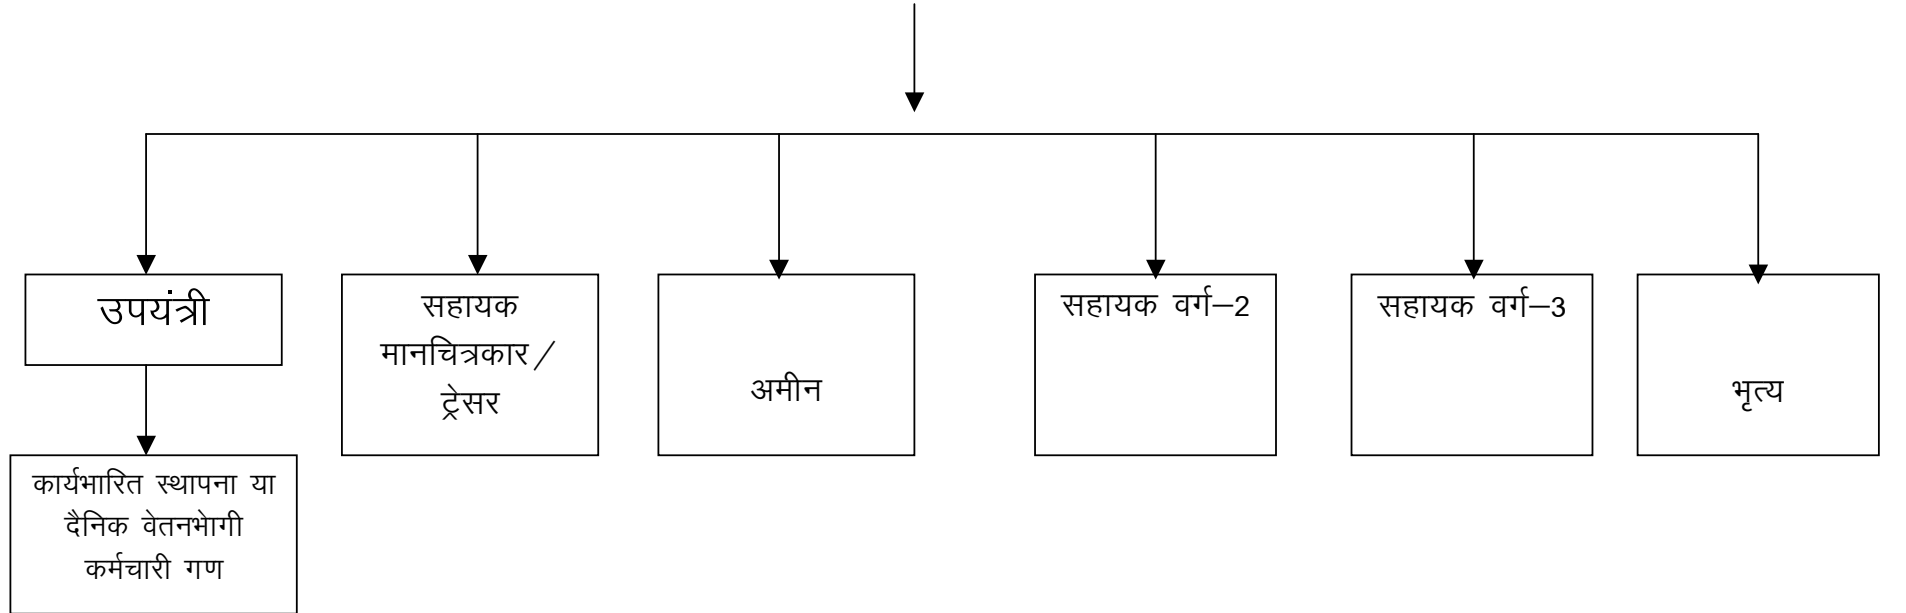 उपयंत्री
सहायक
मानचित्रकार/
ट्रेसर
अमीन
सहायक वर्ग–2
सहायक वर्ग–3
भृत्य
कार्यभारित स्थापना या
दैनिक वेतनभेागी
कर्मचारी गण